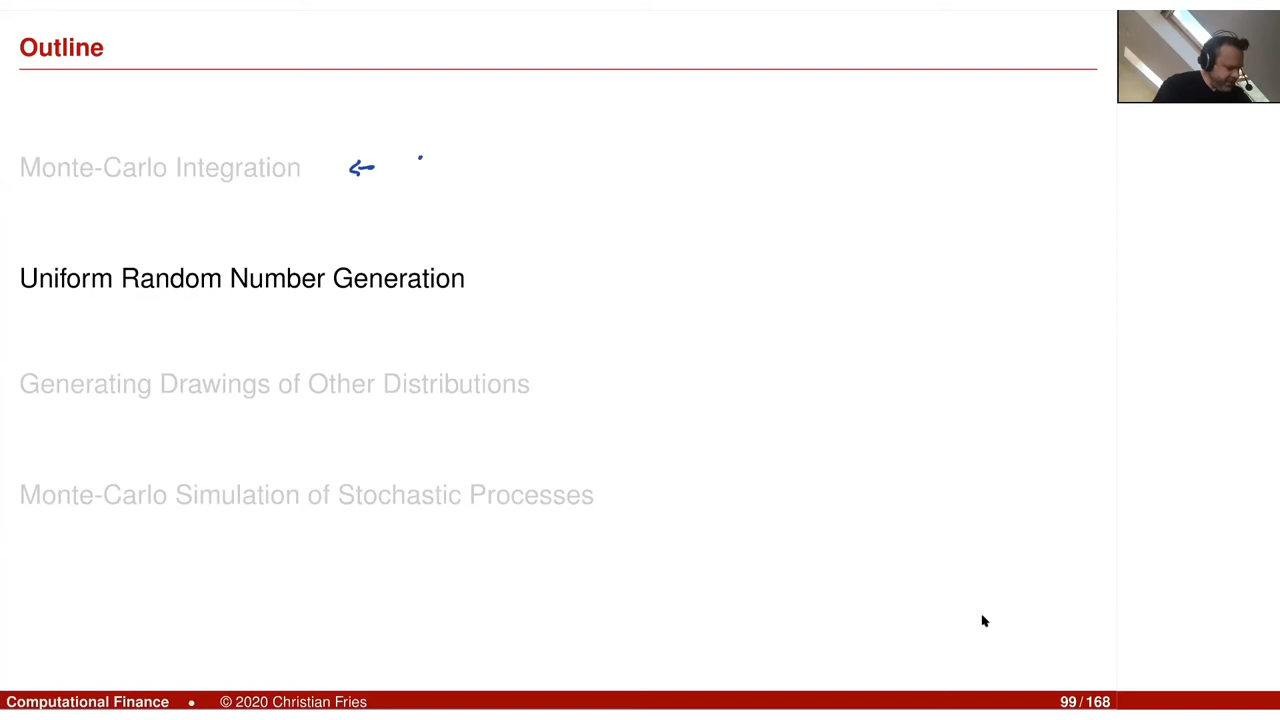 Outline
Monte-Carlo Integration
Uniform Random Number Generation
Generating Drawings of Other Distributions
Monte-Carlo Simulation of Stochastic Processes
Computational Finance • © 2020 Christian Fries 99 / 168